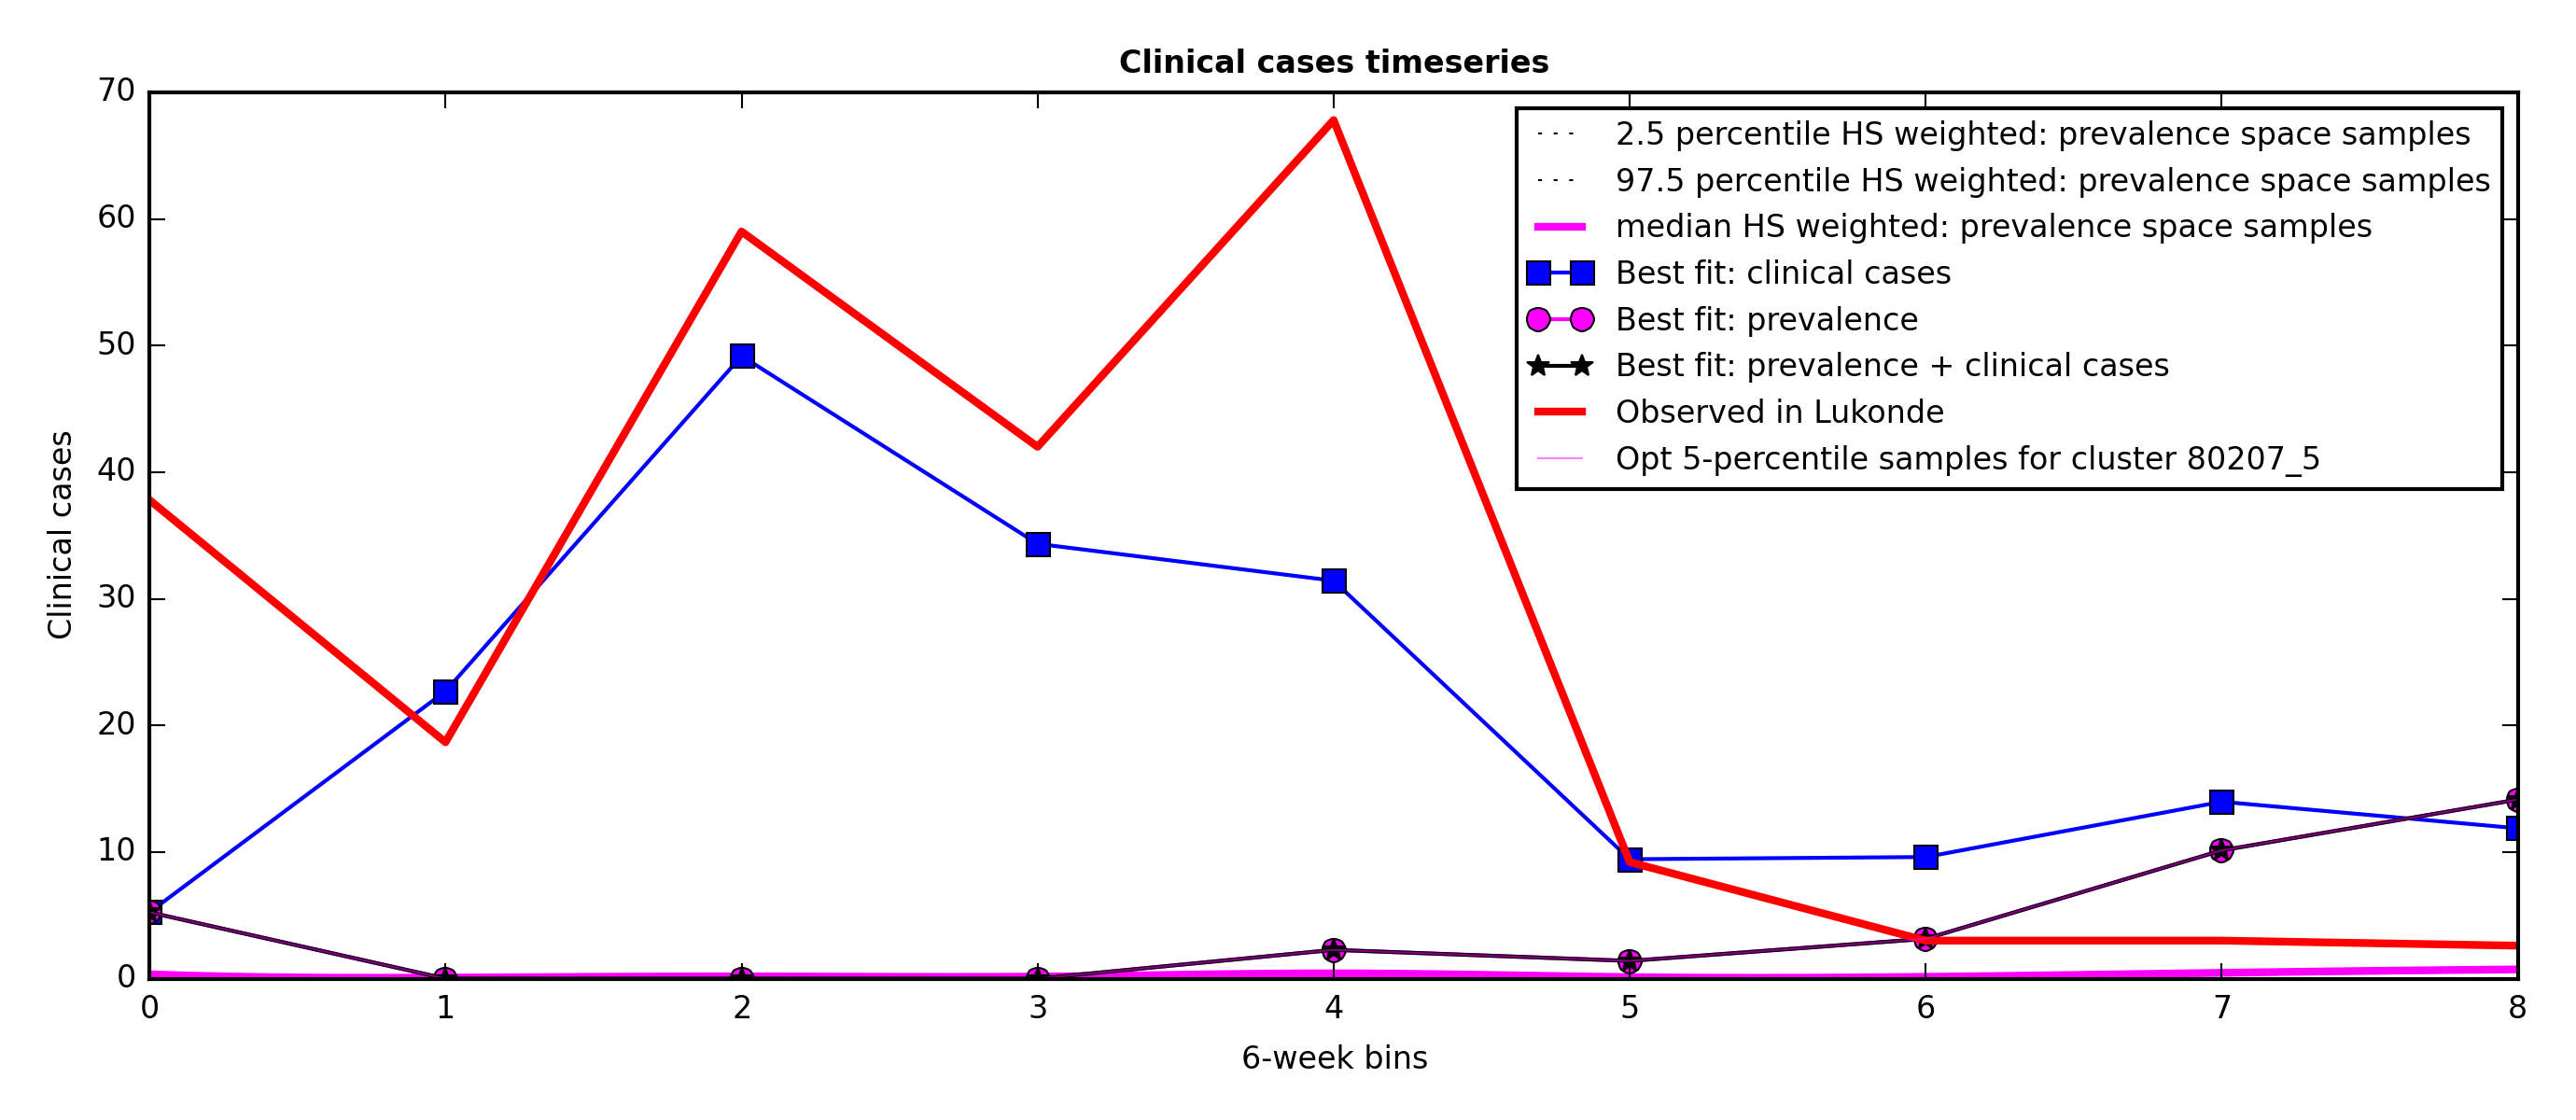 Clinical cases timeseries
70
60
50
40
30
20
10
0
Clinical cases
2.5 percentile HS weighted: prevalence space samples
97.5 percentile HS weighted: prevalence space samples
median HS weighted: prevalence space samples
Best fit: clinical cases
Best fit: prevalence
Best fit: prevalence + clinical cases
Observed in Lukonde
Opt 5-percentile samples for cluster 80207_5
0 1 2 3 4 5 6 7 8
6-week bins